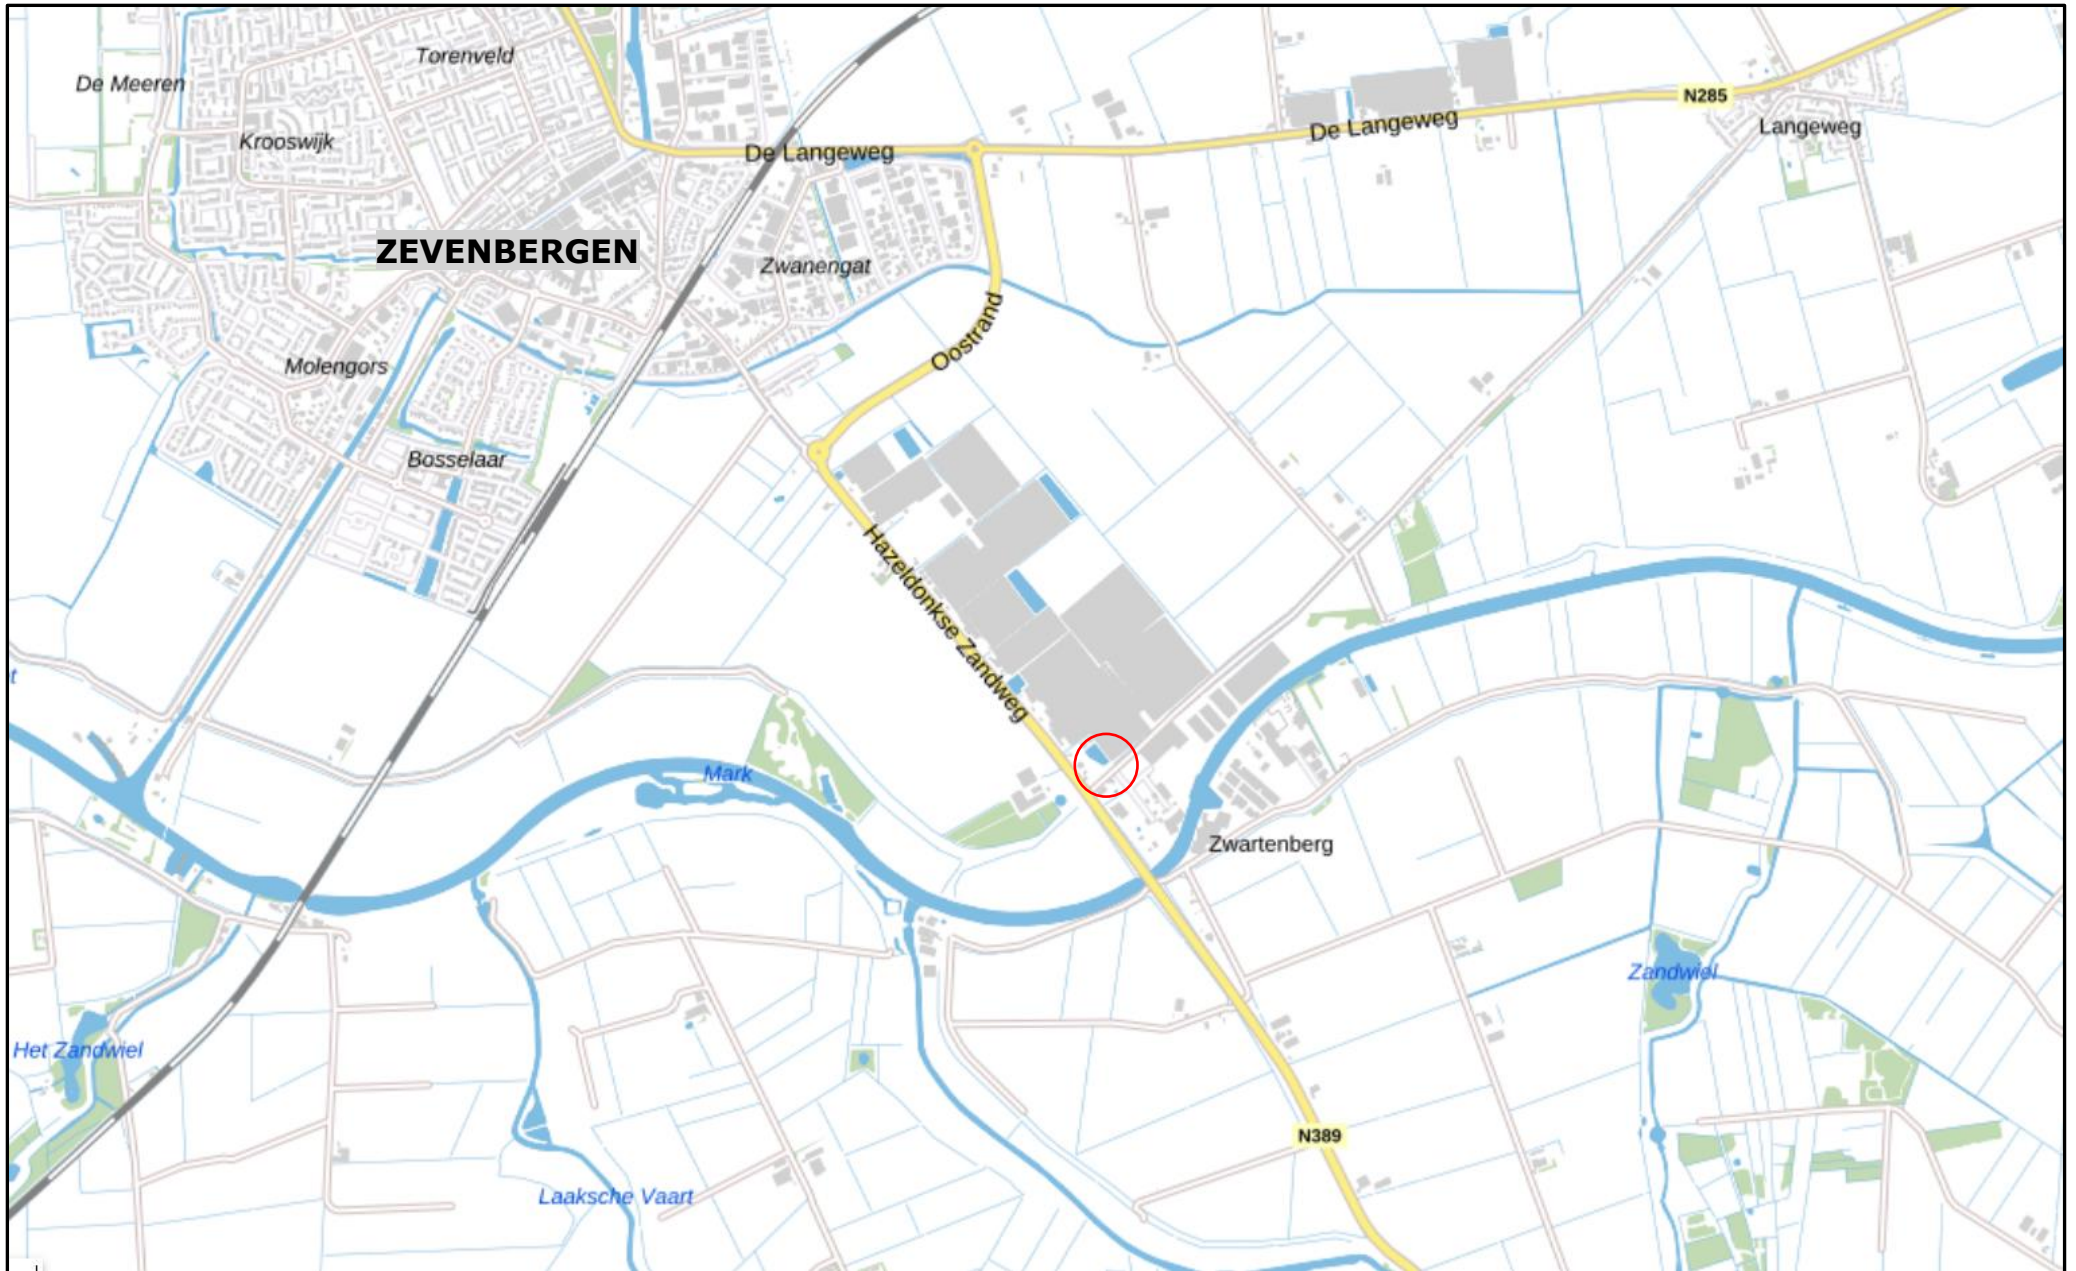 Torenveld
De Meeren
N285
De Langeweg
Langeweg
Krooswijk
De Langeweg
ZEVENBERGEN
Zwanengat
Oostrand
Molengors
Bosselaar
Hazeldonkse Zandweg
t
Mark
Zwartenberg
Zandwiel
Het Zandwiel
N389
Laaksche Vaart